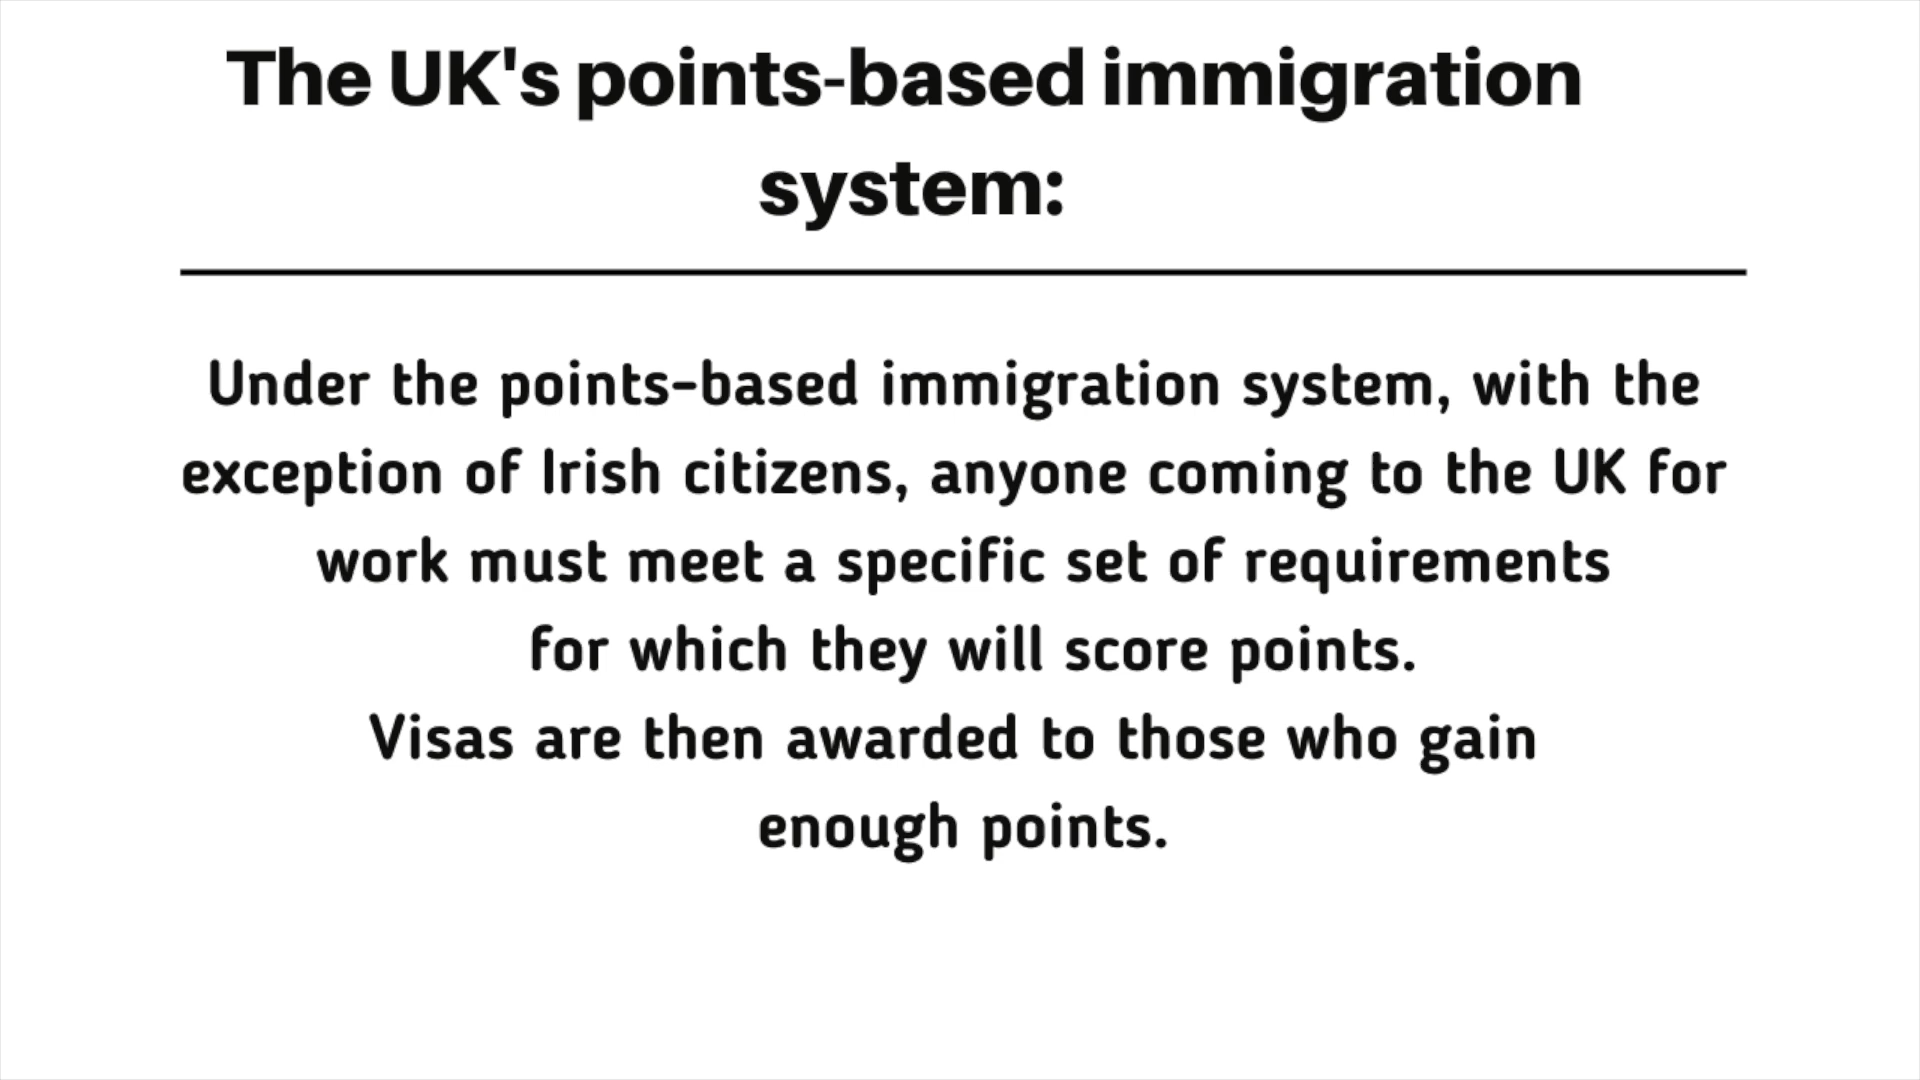 The UK's points-based immigration
system:
Under the points-based immigration system, with the
exception of Irish citizens, anyone coming to the UK for
work must meet a specific set of requirements
for which they will score points.
Visas are then awarded to those who gain
enough points.